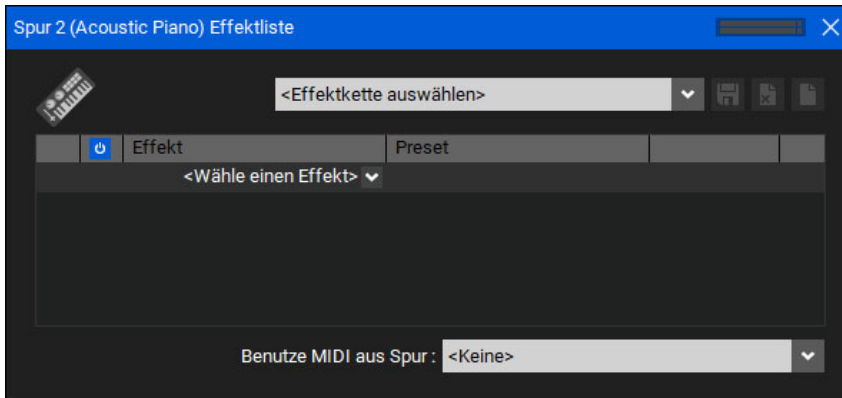 Spur 2 (Acoustic Piano) Effektliste
<Effektkette auswählen>
Effekt Preset
<Wähle einen Effekt>
Benutze MIDI aus Spur : <Keine>